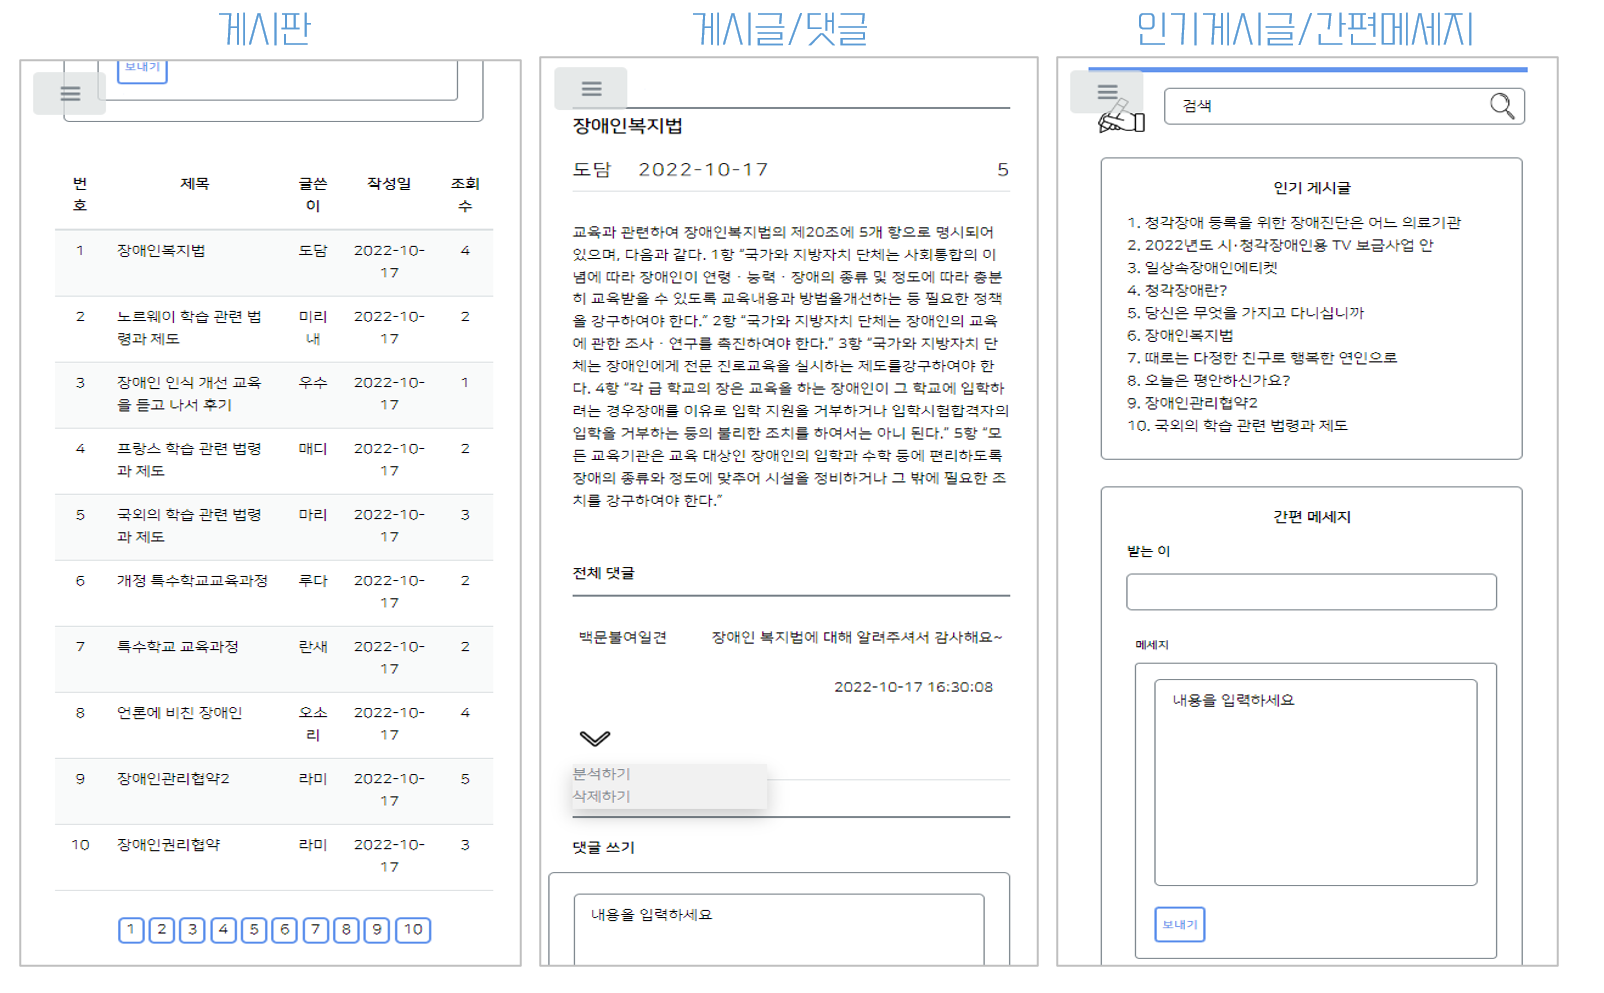 게시판
보내기
번호 제목 글쓴이 작성일 조회수
1 장애인복지법 도담 2022-10-17 4
2 노르웨이 학습 관련 법령과 제도 미리내 2022-10-17 2
3 장애인 인식 개선 교육을 듣고 나서 후기 우수 2022-10-17 1
4 프랑스 학습 관련 법령과 제도 매디 2022-10-17 2
5 국외의 학습 관련 법령과 제도 마리 2022-10-17 3
6 개정 특수학교교육과정 루다 2022-10-17 2
7 특수학교 교육과정 란새 2022-10-17 2
8 언론에 비친 장애인 오소리 2022-10-17 4
9 장애인관리협약2 라미 2022-10-17 5
10 장애인권리협약 라미 2022-10-17 3
1 2 3 4 5 6 7 8 9 10
게시글/댓글
장애인복지법
도담 2022-10-17 5
교육과 관련하여 장애인복지법의 제20조에 5개 항으로 명시되어
있으며, 다음과 같다. 1항 “국가와 지방자치 단체는 사회통합의 이
념에 따라 장애인이 연령 · 능력 · 장애의 종류 및 정도에 따라 충분
히 교육받을 수 있도록 교육내용과 방법을개선하는 등 필요한 정책
을 강구하여야 한다.” 2항 “국가와 지방자치 단체는 장애인의 교육
에 관한 조사 · 연구를 촉진하여야 한다.” 3항 “국가와 지방자치 단
체는 장애인에게 전문 진로교육을 실시하는 제도를강구하여야 한
다. 4항 “각 급 학교의 장은 교육을 하는 장애인이 그 학교에 입학하
려는 경우장애를 이유로 입학 지원을 거부하거나 입학시험합격자의
입학을 거부하는 등의 불리한 조치를 하여서는 아니 된다.” 5항 “모
든 교육기관은 교육 대상인 장애인의 입학과 수학 등에 편리하도록
장애의 종류와 정도에 맞추어 시설을 정비하거나 그 밖에 필요한 조
치를 강구하여야 한다.”
전체 댓글
백문불여일견 장애인 복지법에 대해 알려주셔서 감사해요~
2022-10-17 16:30:08
분석하기
삭제하기
댓글 쓰기
내용을 입력하세요
인기게시글/간편메세지
검색
인기 게시글
1. 청각장애 등록을 위한 장애진단은 어느 의료기관
2. 2022년도 시·청각장애인용 TV 보급사업 안
3. 일상속장애인에티켓
4. 청각장애란?
5. 당신은 무엇을 가지고 다니십니까
6. 장애인복지법
7. 때로는 다정한 친구로 행복한 연인으로
8. 오늘은 평안하신가요?
9. 장애인관리협약2
10. 국외의 학습 관련 법령과 제도
간편 메세지
받는 이
메세지
내용을 입력하세요
보내기